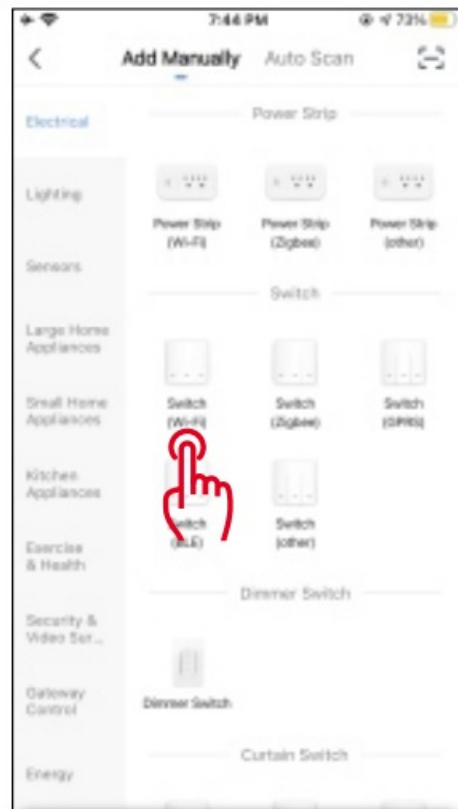 7:44 PM
73%
Add Manually
Auto Scan
Electrical
Lighting
Sensors
Large Home
Appliances
Small Home
Appliances
Kitchen
Appliances
Exercise
& Health
Security &
Video Sur...
Gateway
Control
Energy
Power Strip
Power Strip
(Wi-Fi)
Power Strip
(Zigbee)
Power Strip
(other)
Switch
Switch
(Wi-Fi)
Switch
(Zigbee)
Switch
(GPRS)
Switch
(BLE)
Switch
(other)
Dimmer Switch
Dimmer Switch
Curtain Switch